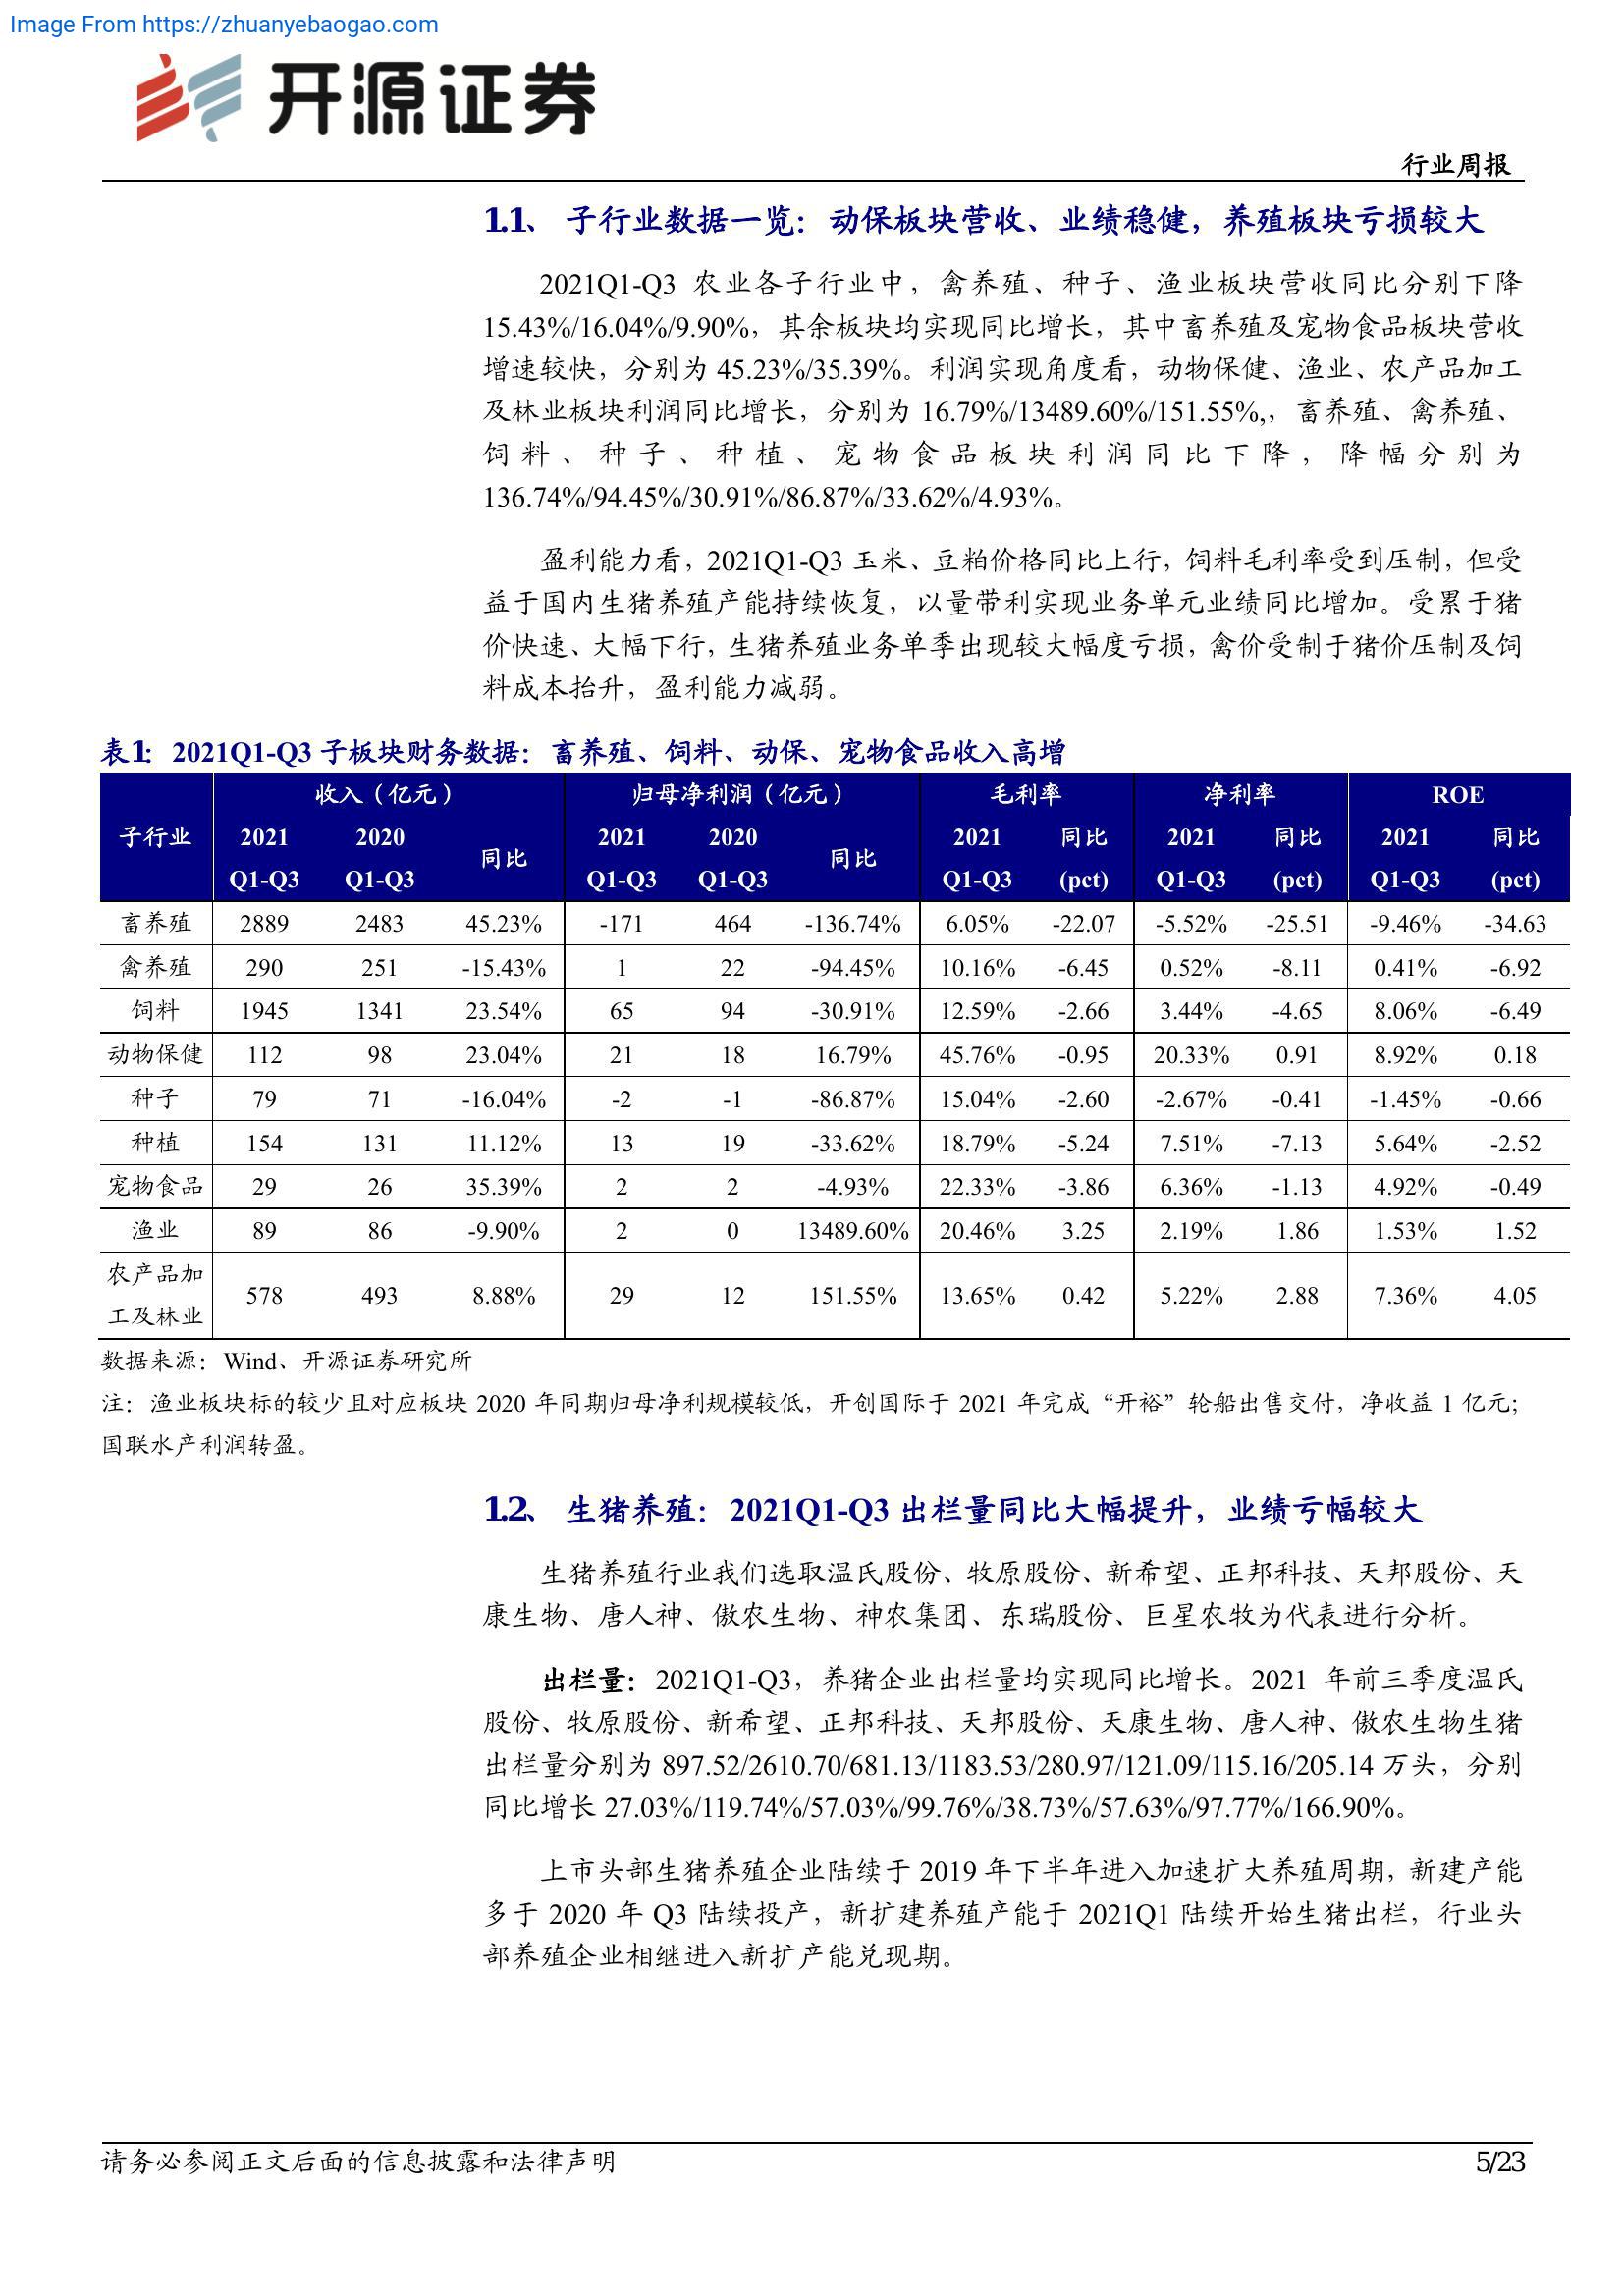 Image From https://zhuanyebaogao.com
开源证券
行业周报
1.1、 子行业数据一览：动保板块营收、业绩稳健，养殖板块亏损较大
2021Q1-Q3 农业各子行业中，禽养殖、种子、渔业板块营收同比分别下降
15.43%/16.04%/9.90%，其余板块均实现同比增长，其中畜养殖及宠物食品板块营收
增速较快，分别为 45.23%/35.39%。利润实现角度看，动物保健、渔业、农产品加工
及林业板块利润同比增长，分别为 16.79%/13489.60%/151.55%,，畜养殖、禽养殖、
饲料、种子、种植、宠物食品板块利润同比下降，降幅分别为
136.74%/94.45%/30.91%/86.87%/33.62%/4.93%。
盈利能力看，2021Q1-Q3 玉米、豆粕价格同比上行，饲料毛利率受到压制，但受
益于国内生猪养殖产能持续恢复，以量带利实现业务单元业绩同比增加。受累于猪
价快速、大幅下行，生猪养殖业务单季出现较大幅度亏损，禽价受制于猪价压制及饲
料成本抬升，盈利能力减弱。
表1：2021Q1-Q3 子板块财务数据：畜养殖、饲料、动保、宠物食品收入高增
收入（亿元） 归母净利润（亿元） 毛利率 净利率 ROE
子行业 2021 2020 同比 2021 2020 同比 2021 同比 2021 同比 2021 同比
Q1-Q3 Q1-Q3 Q1-Q3 Q1-Q3 Q1-Q3 (pct) Q1-Q3 (pct) Q1-Q3 (pct)
畜养殖 2889 2483 45.23% -171 464 -136.74% 6.05% -22.07 -5.52% -25.51 -9.46% -34.63
禽养殖 290 251 -15.43% 1 22 -94.45% 10.16% -6.45 0.52% -8.11 0.41% -6.92
饲料 1945 1341 23.54% 65 94 -30.91% 12.59% -2.66 3.44% -4.65 8.06% -6.49
动物保健 112 98 23.04% 21 18 16.79% 45.76% -0.95 20.33% 0.91 8.92% 0.18
种子 79 71 -16.04% -2 -1 -86.87% 15.04% -2.60 -2.67% -0.41 -1.45% -0.66
种植 154 131 11.12% 13 19 -33.62% 18.79% -5.24 7.51% -7.13 5.64% -2.52
宠物食品 29 26 35.39% 2 2 -4.93% 22.33% -3.86 6.36% -1.13 4.92% -0.49
渔业 89 86 -9.90% 2 0 13489.60% 20.46% 3.25 2.19% 1.86 1.53% 1.52
农产品加
工及林业 578 493 8.88% 29 12 151.55% 13.65% 0.42 5.22% 2.88 7.36% 4.05
数据来源：Wind、开源证券研究所
注：渔业板块标的较少且对应板块 2020 年同期归母净利规模较低，开创国际于 2021 年完成“开裕”轮船出售交付，净收益 1 亿元；
国联水产利润转盈。
1.2、 生猪养殖：2021Q1-Q3 出栏量同比大幅提升，业绩亏幅较大
生猪养殖行业我们选取温氏股份、牧原股份、新希望、正邦科技、天邦股份、天
康生物、唐人神、傲农生物、神农集团、东瑞股份、巨星农牧为代表进行分析。
出栏量：2021Q1-Q3，养猪企业出栏量均实现同比增长。2021 年前三季度温氏
股份、牧原股份、新希望、正邦科技、天邦股份、天康生物、唐人神、傲农生物生猪
出栏量分别为 897.52/2610.70/681.13/1183.53/280.97/121.09/115.16/205.14 万头，分别
同比增长 27.03%/119.74%/57.03%/99.76%/38.73%/57.63%/97.77%/166.90%。
上市头部生猪养殖企业陆续于 2019 年下半年进入加速扩大养殖周期，新建产能
多于 2020 年 Q3 陆续投产，新扩建养殖产能于 2021Q1 陆续开始生猪出栏，行业头
部养殖企业相继进入新扩产能兑现期。
请务必参阅正文后面的信息披露和法律声明
5/23